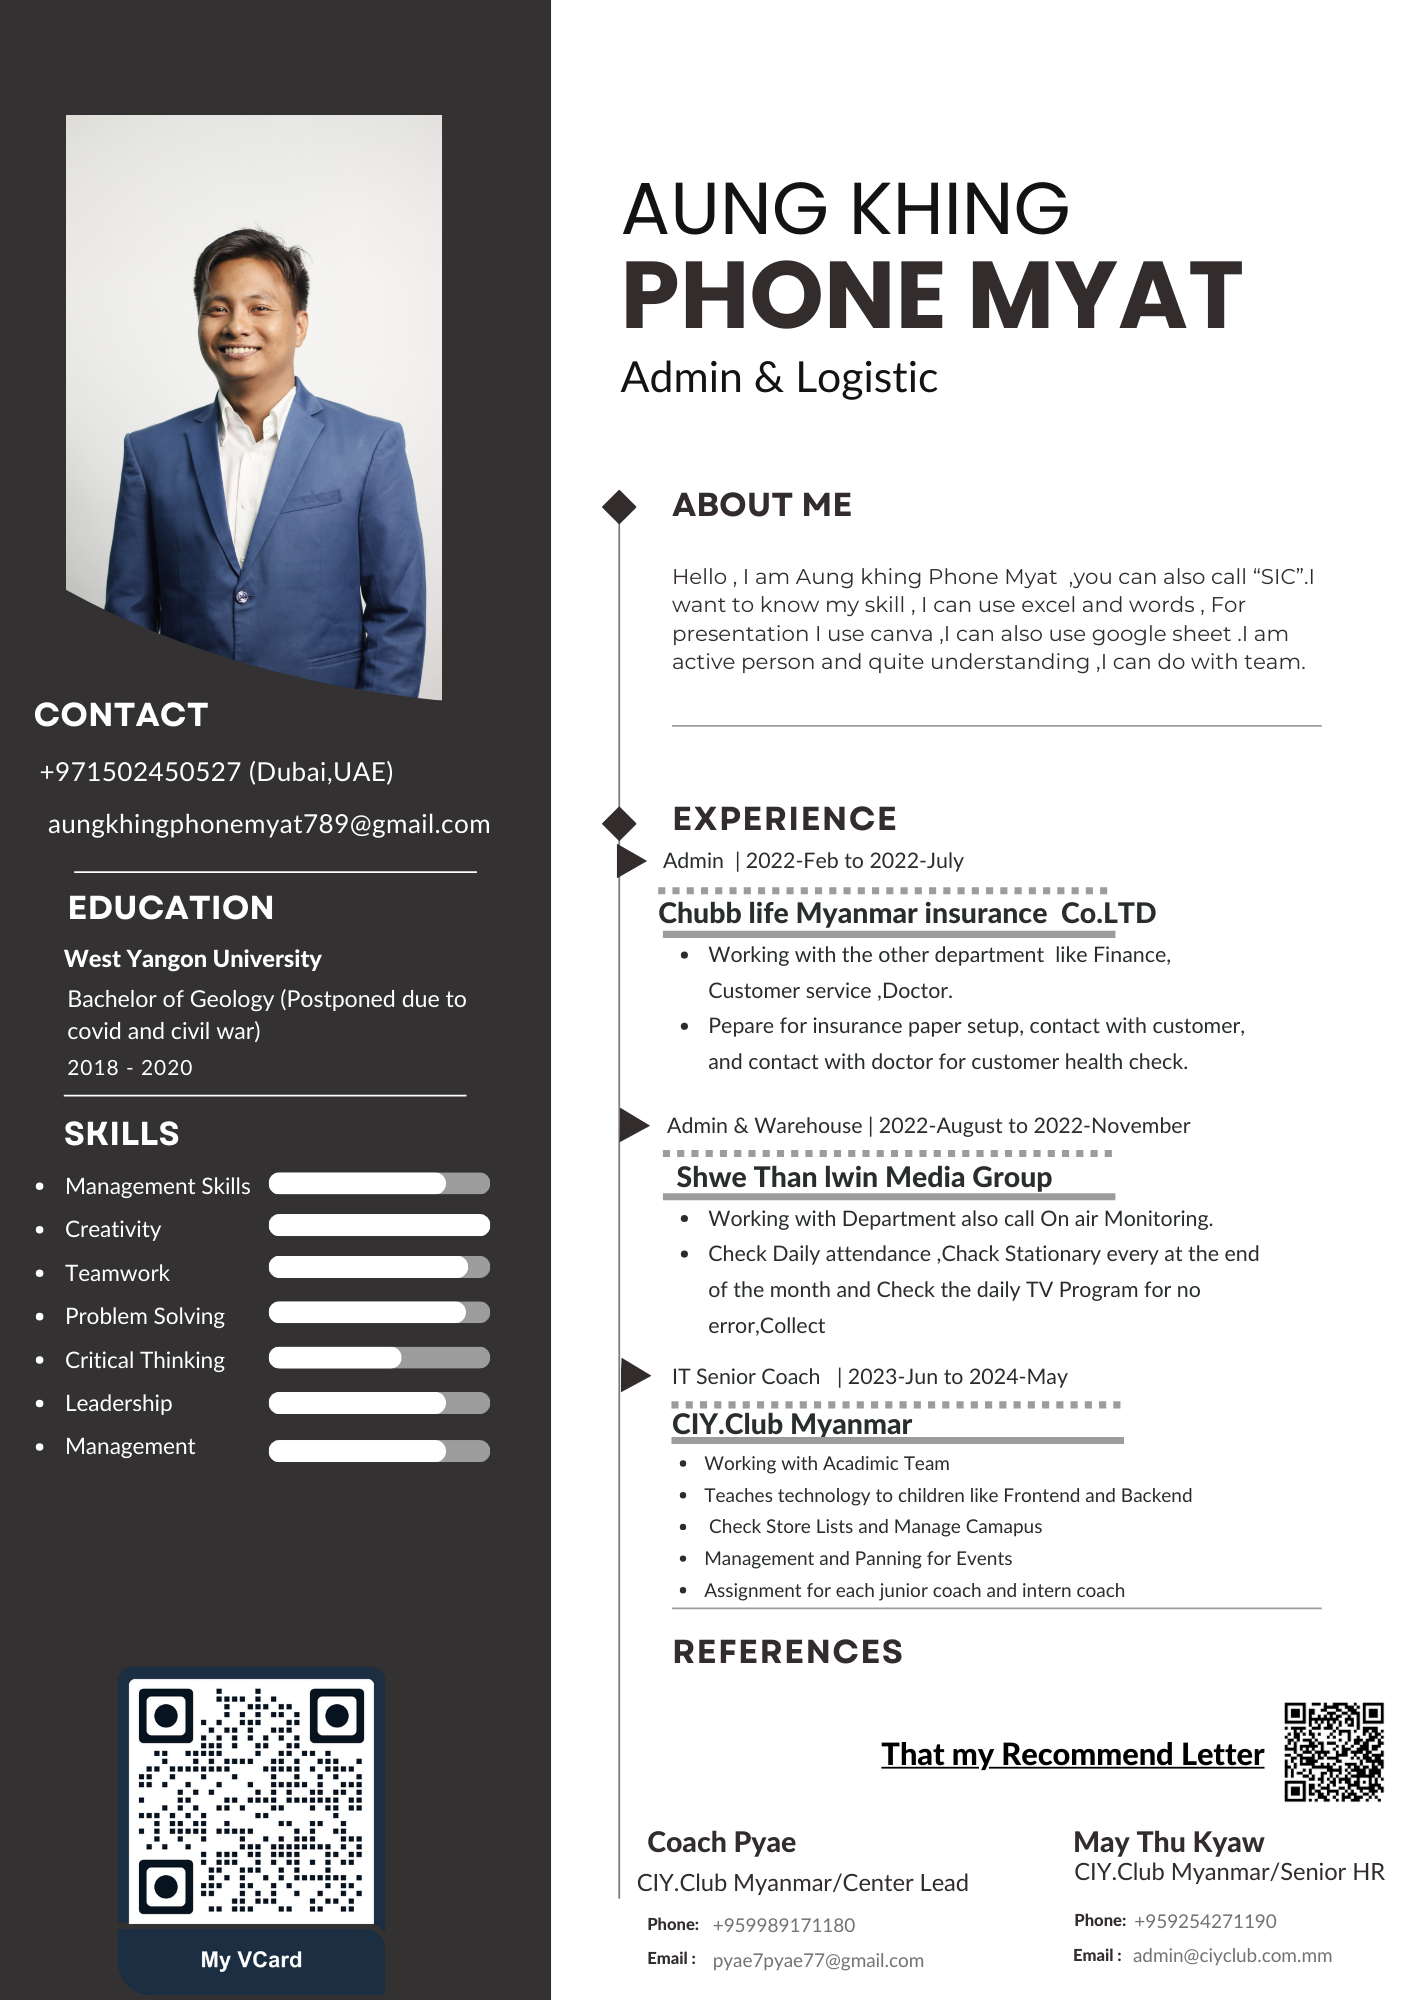 AUNG KHING
PHONE MYAT
Admin & Logistic
CONTACT
+971502450527 (Dubai,UAE)
aungkhingphonemyat789@gmail.com
EDUCATION
West Yangon University
Bachelor of Geology (Postponed due to
covid and civil war)
2018 - 2020
SKILLS
• Management Skills
• Creativity
• Teamwork
• Problem Solving
• Critical Thinking
• Leadership
• Management
My VCard
ABOUT ME
Hello , I am Aung khing Phone Myat  ,you can also call “SIC”.I
want to know my skill , I can use excel and words , For
presentation I use canva ,I can also use google sheet .I am
active person and quite understanding ,I can do with team.
EXPERIENCE
Admin  | 2022-Feb to 2022-July
Chubb life Myanmar insurance  Co.LTD
• Working with the other department  like Finance,
Customer service ,Doctor.
• Pepare for insurance paper setup, contact with customer,
and contact with doctor for customer health check.
Admin & Warehouse | 2022-August to 2022-November
Shwe Than lwin Media Group
• Working with Department also call On air Monitoring.
• Check Daily attendance ,Chack Stationary every at the end
of the month and Check the daily TV Program for no
error,Collect
IT Senior Coach   | 2023-Jun to 2024-May
CIY.Club Myanmar
• Working with Acadimic Team
• Teaches technology to children like Frontend and Backend
• Check Store Lists and Manage Camapus
• Management and Panning for Events
• Assignment for each junior coach and intern coach
REFERENCES
That my Recommend Letter
Coach Pyae
CIY.Club Myanmar/Center Lead
Phone: +959989171180
Email : pyae7pyae77@gmail.com
May Thu Kyaw
CIY.Club Myanmar/Senior HR
Phone: +959254271190
Email : admin@ciyclub.com.mm